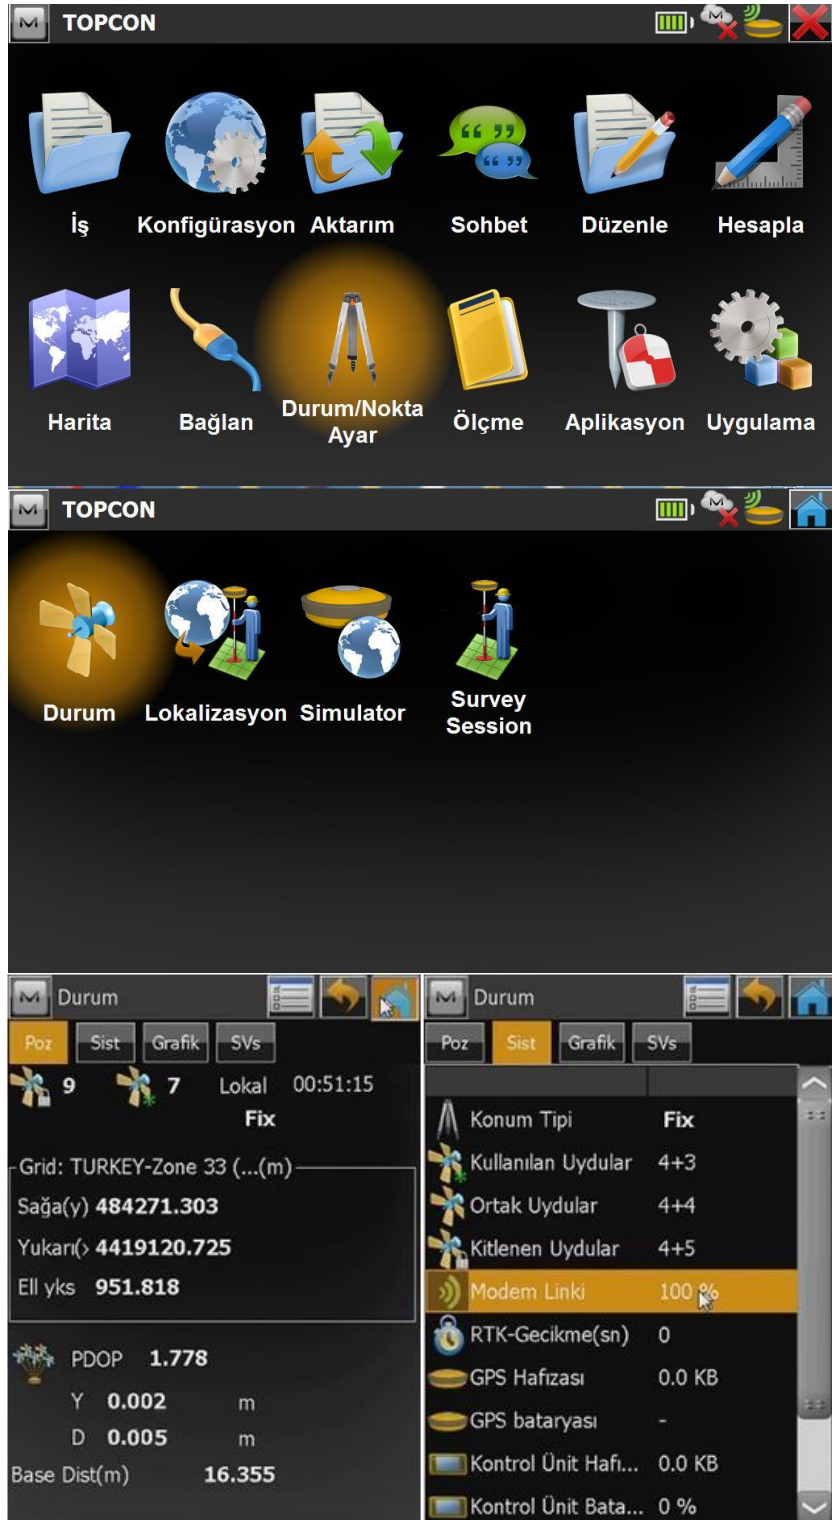 TOPCON
İş
Konfigürasyon
Aktarım
Sohbet
Düzenle
Hesapla
Harita
Bağlan
Durum/Nokta
Ayar
Ölçme
Aplikasyon
Uygulama
TOPCON
Durum
Lokalizasyon
Simulator
Survey
Session
Durum
Poz Sist Grafik SVs
9 7 Lokal 00:51:15
Fix
Grid: TURKEY-Zone 33 (...(m)
Sağa(y) 484271.303
Yukarı(> 4419120.725
Ell yks 951.818
PDOP 1.778
Y 0.002 m
D 0.005 m
Base Dist(m) 16.355
Durum
Poz Sist Grafik SVs
Konum Tipi Fix
Kullanılan Uydular 4+3
Ortak Uydular 4+4
Kitlenen Uydular 4+5
Modem Linki 100 %
RTK-Gecikme(sn) 0
GPS Hafızası 0.0 KB
GPS bataryası -
Kontrol Ünit Hafı... 0.0 KB
Kontrol Ünit Bata... 0 %